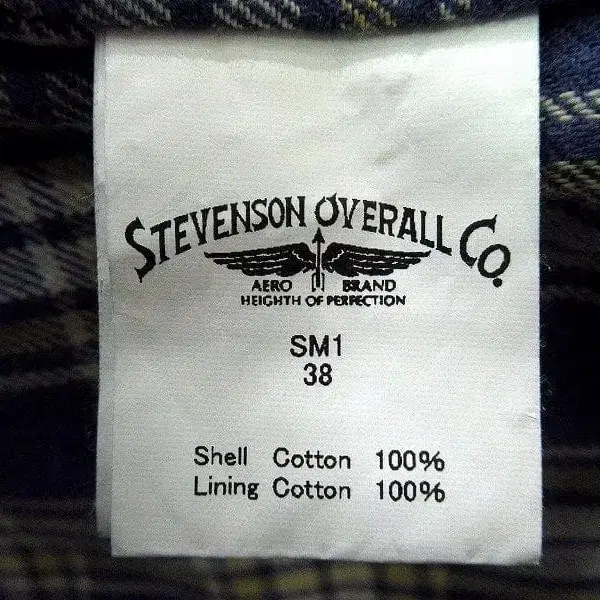 STEVENSON OVERALL CO.
AERO BRAND
HEIGHTH OF PERFECTION
SM1
38
Shell Cotton 100%
Lining Cotton 100%